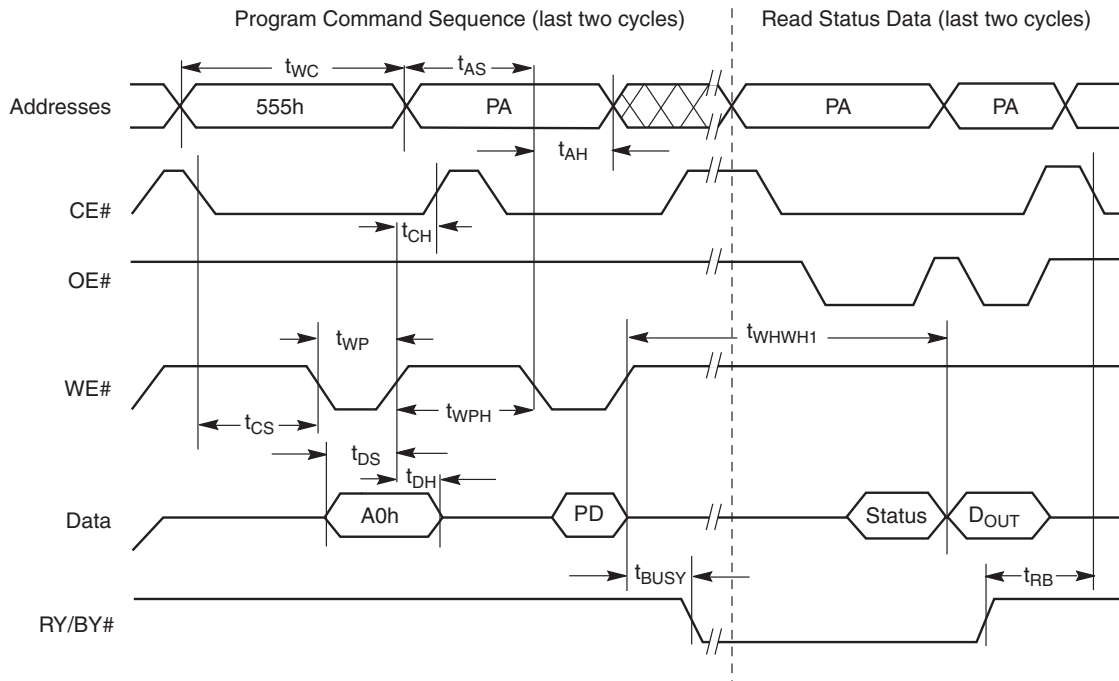 Program Command Sequence (last two cycles)
Read Status Data (last two cycles)
tWC
tAS
Addresses
555h
PA
PA
PA
tAH
CE#
tCH
OE#
tWP
tWHWH1
WE#
tCS
tWPH
tDS
tDH
Data
A0h
PD
Status
DOUT
tBUSY
tRB
RY/BY#